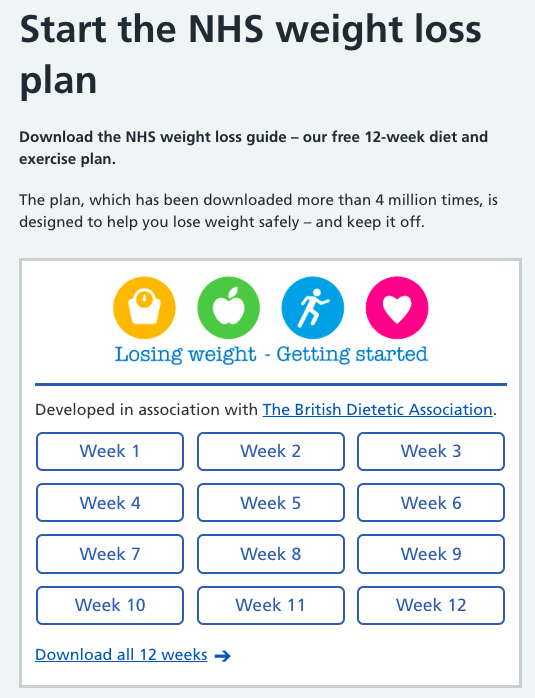 Start the NHS weight loss
plan
Download the NHS weight loss guide – our free 12-week diet and
exercise plan.
The plan, which has been downloaded more than 4 million times, is
designed to help you lose weight safely – and keep it off.
Losing weight - Getting started
Developed in association with The British Dietetic Association.
Week 1 Week 2 Week 3
Week 4 Week 5 Week 6
Week 7 Week 8 Week 9
Week 10 Week 11 Week 12
Download all 12 weeks